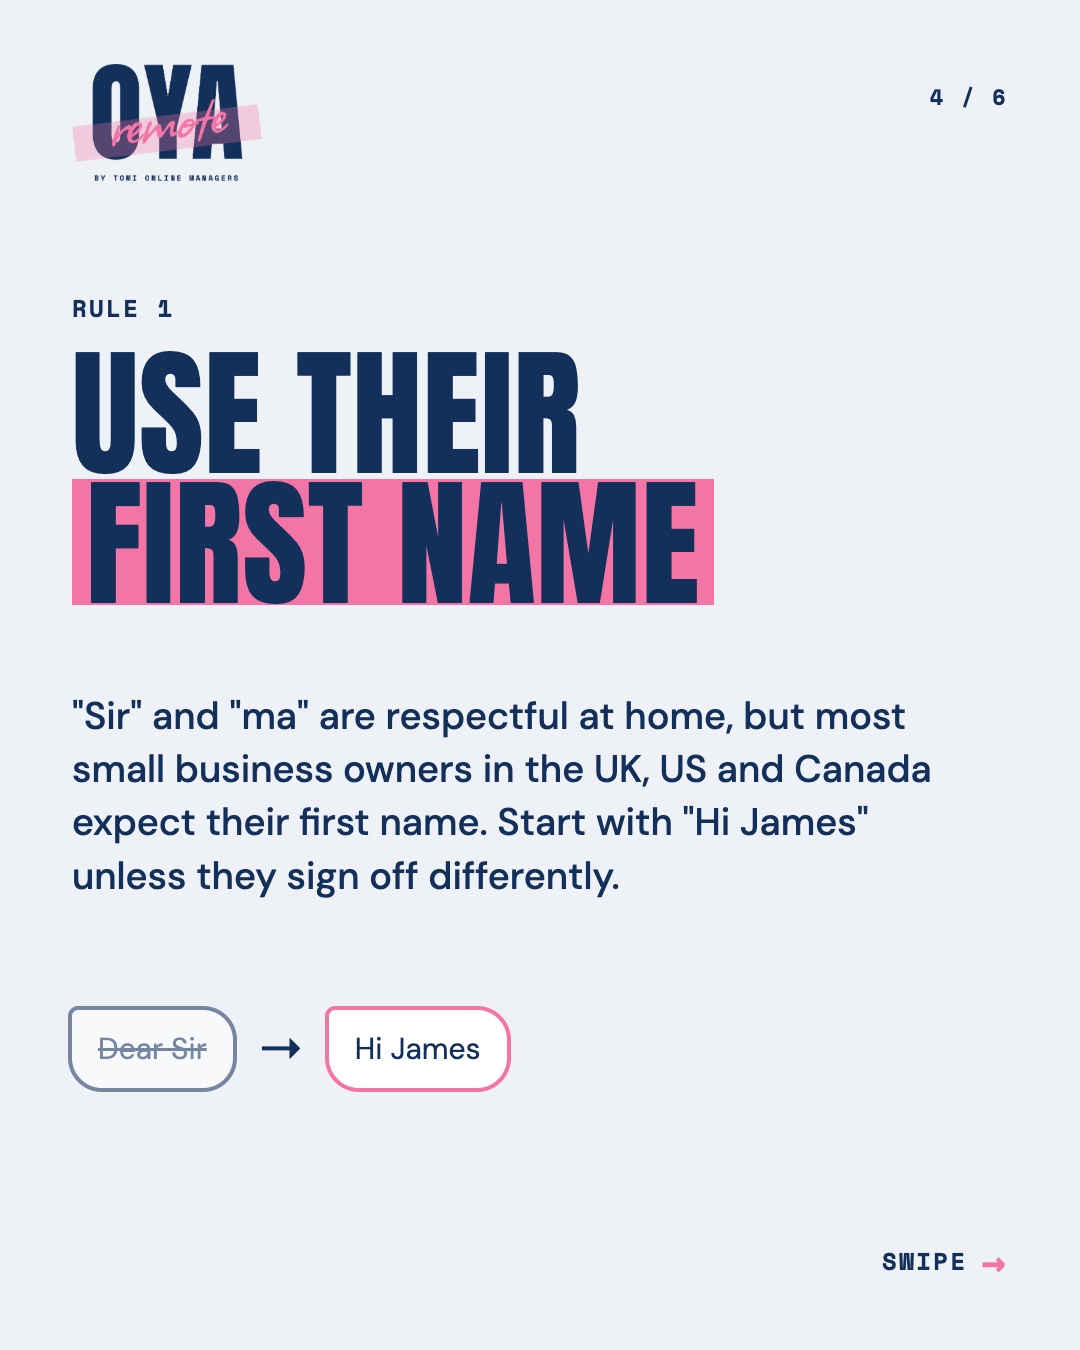 OYA
remote
BY TOMI ONLINE MANAGERS
4 / 6
RULE 1
USE THEIR
FIRST NAME
"Sir" and "ma" are respectful at home, but most
small business owners in the UK, US and Canada
expect their first name. Start with "Hi James"
unless they sign off differently.
Dear Sir → Hi James
SWIPE →